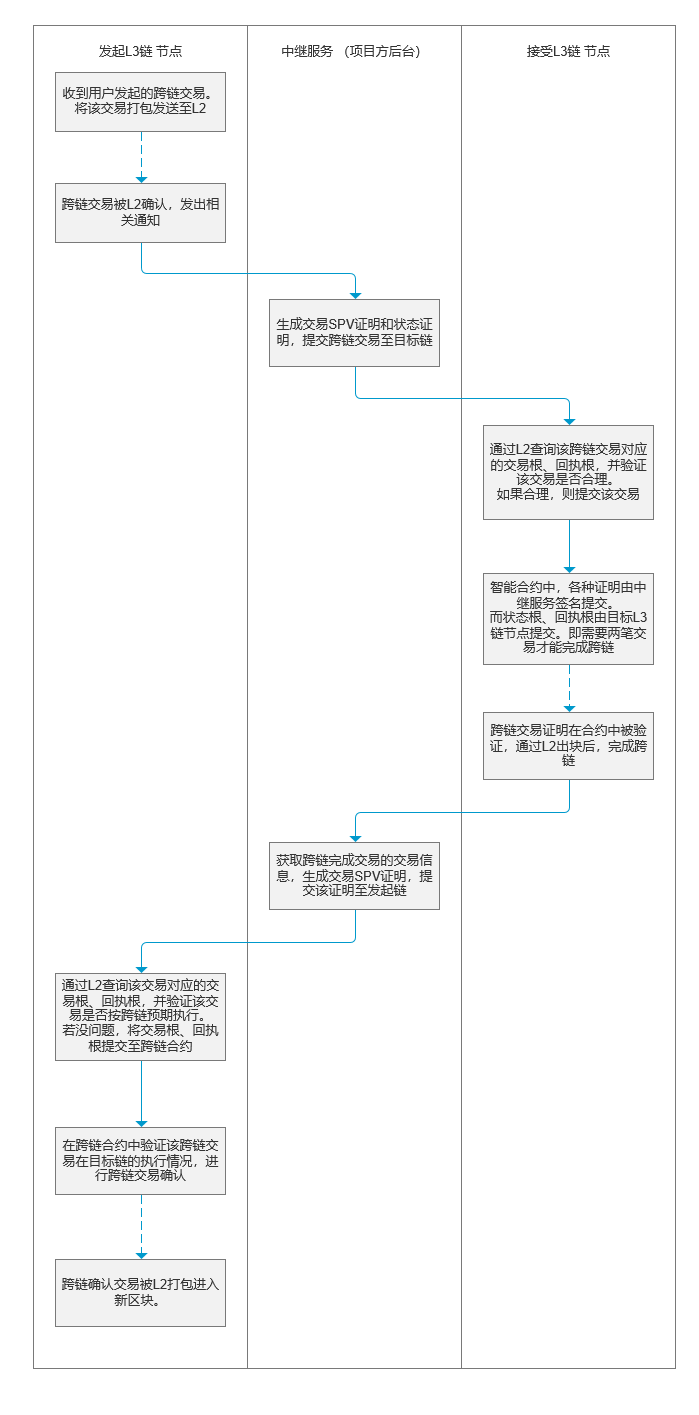 发起L3链 节点
中继服务 （项目方后台）
接受L3链 节点
收到用户发起的跨链交易。
将该交易打包发送至L2
跨链交易被L2确认，发出相
关通知
生成交易SPV证明和状态证
明，提交跨链交易至目标链
通过L2查询该跨链交易对应
的交易根、回执根，并验证
该交易是否合理。
如果合理，则提交该交易
智能合约中，各种证明由中
继服务签名提交。
而状态根、回执根由目标L3
链节点提交。即需要两笔交
易才能完成跨链
跨链交易证明在合约中被验
证，通过L2出块后，完成跨
链
获取跨链完成交易的交易信
息，生成交易SPV证明，提
交该证明至发起链
通过L2查询该交易对应的交
易根、回执根，并验证该交
易是否按跨链预期执行。
若没问题，将交易根、回执
根提交至跨链合约
在跨链合约中验证该跨链交
易在目标链的执行情况，进
行跨链交易确认
跨链确认交易被L2打包进入
新区块。